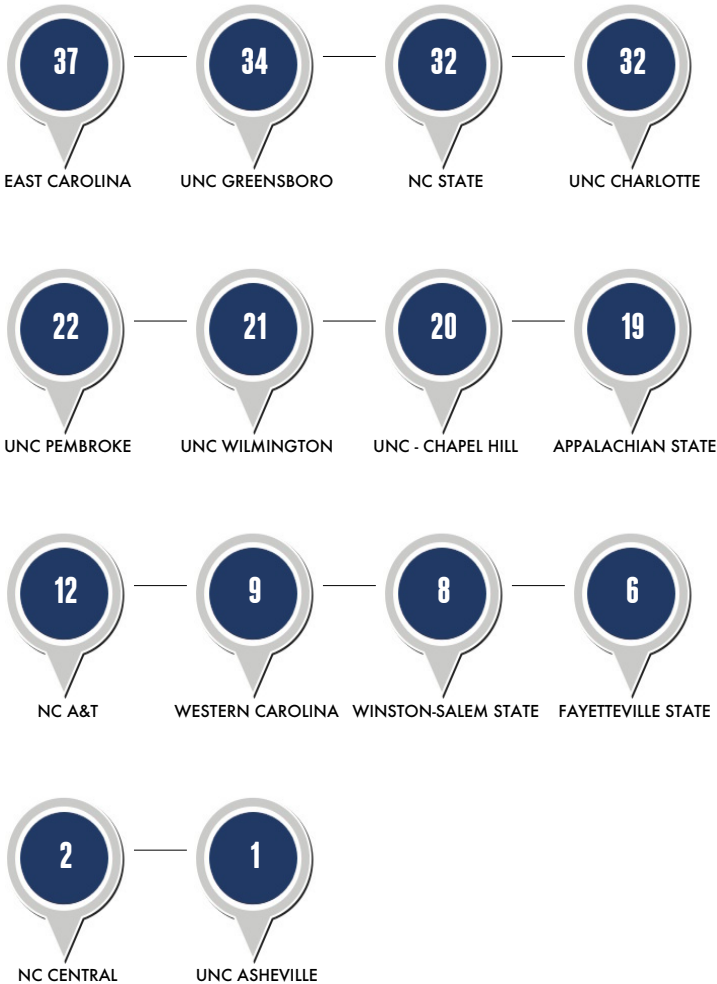 37 34 32 32
EAST CAROLINA UNC GREENSBORO NC STATE UNC CHARLOTTE
22 21 20 19
UNC PEMBROKE UNC WILMINGTON UNC - CHAPEL HILL APPALACHIAN STATE
12 9 8 6
NC A&T WESTERN CAROLINA WINSTON-SALEM STATE FAYETTEVILLE STATE
2 1
NC CENTRAL UNC ASHEVILLE